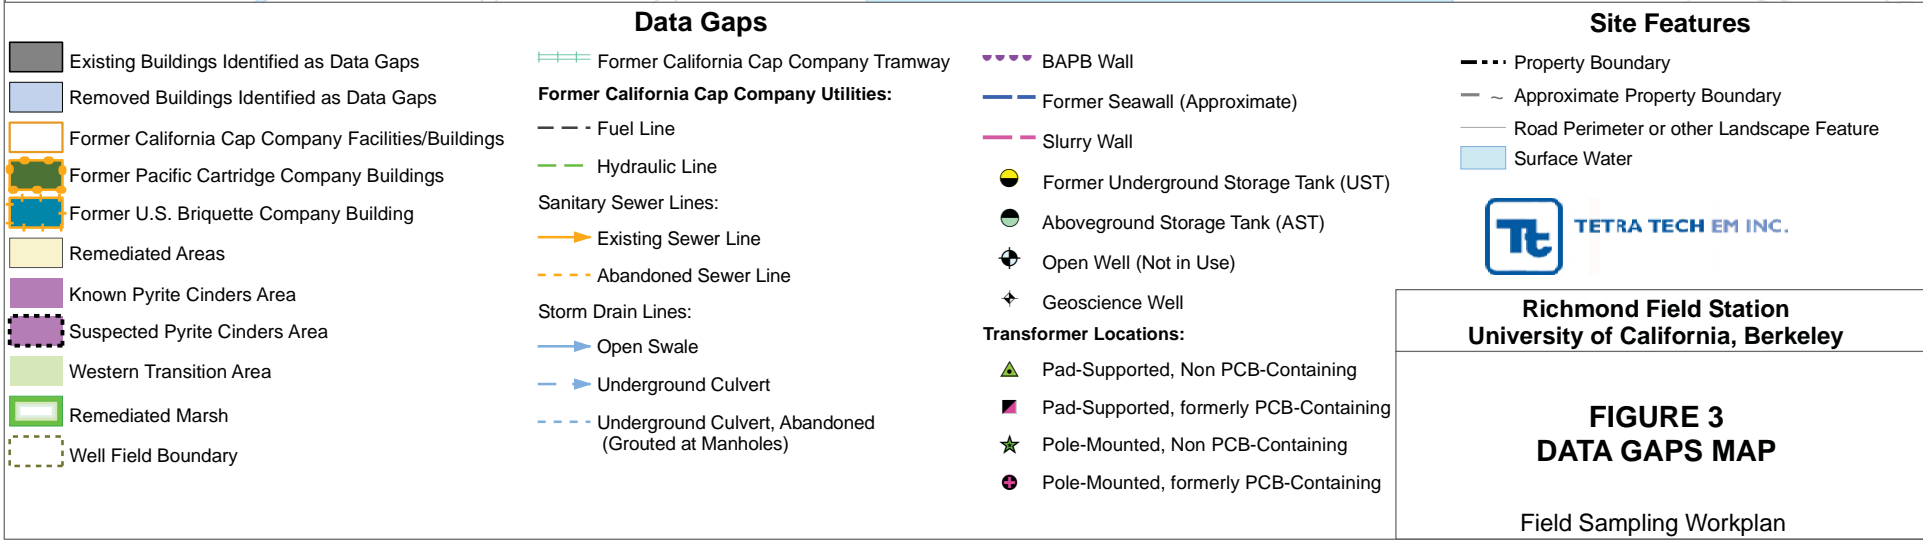 Data Gaps
Existing Buildings Identified as Data Gaps
Removed Buildings Identified as Data Gaps
Former California Cap Company Facilities/Buildings
Former Pacific Cartridge Company Buildings
Former U.S. Briquette Company Building
Remediated Areas
Known Pyrite Cinders Area
Suspected Pyrite Cinders Area
Western Transition Area
Remediated Marsh
Well Field Boundary
Former California Cap Company Tramway
Former California Cap Company Utilities:
Fuel Line
Hydraulic Line
Sanitary Sewer Lines:
Existing Sewer Line
Abandoned Sewer Line
Storm Drain Lines:
Open Swale
Underground Culvert
Underground Culvert, Abandoned
(Grouted at Manholes)
BAPB Wall
Former Seawall (Approximate)
Slurry Wall
Former Underground Storage Tank (UST)
Aboveground Storage Tank (AST)
Open Well (Not in Use)
Geoscience Well
Transformer Locations:
Pad-Supported, Non PCB-Containing
Pad-Supported, formerly PCB-Containing
Pole-Mounted, Non PCB-Containing
Pole-Mounted, formerly PCB-Containing
Site Features
Property Boundary
~ Approximate Property Boundary
Road Perimeter or other Landscape Feature
Surface Water
Tt TETRA TECH EM INC.
Richmond Field Station
University of California, Berkeley
FIGURE 3
DATA GAPS MAP
Field Sampling Workplan